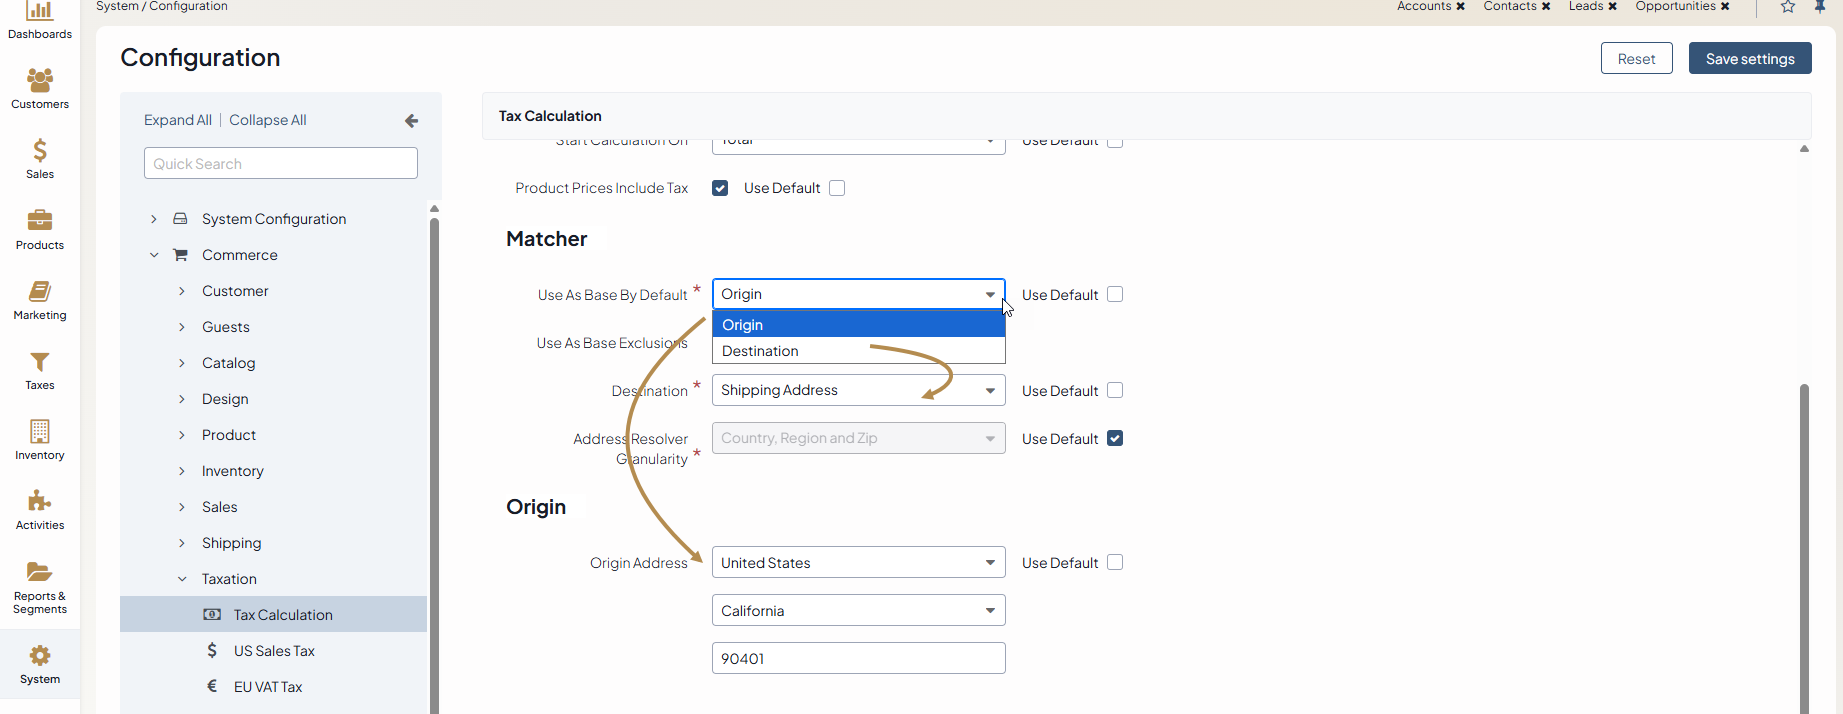 System / Configuration
Accounts ✖ Contacts ✖ Leads ✖ Opportunities ✖
Dashboards
Customers
Sales
Products
Marketing
Taxes
Inventory
Activities
Reports &
Segments
System
Configuration
Reset
Save settings
Expand All | Collapse All
Quick Search
System Configuration
Commerce
Customer
Guests
Catalog
Design
Product
Inventory
Sales
Shipping
Taxation
Tax Calculation
$ US Sales Tax
€ EU VAT Tax
Tax Calculation
Start Calculation On Total Use Default
Product Prices Include Tax Use Default
Matcher
Use As Base By Default * Origin Use Default
Origin
Use As Base Exclusions
Destination
Destination * Shipping Address Use Default
Address Resolver
Granularity * Country, Region and Zip Use Default
Origin
Origin Address United States Use Default
California
90401